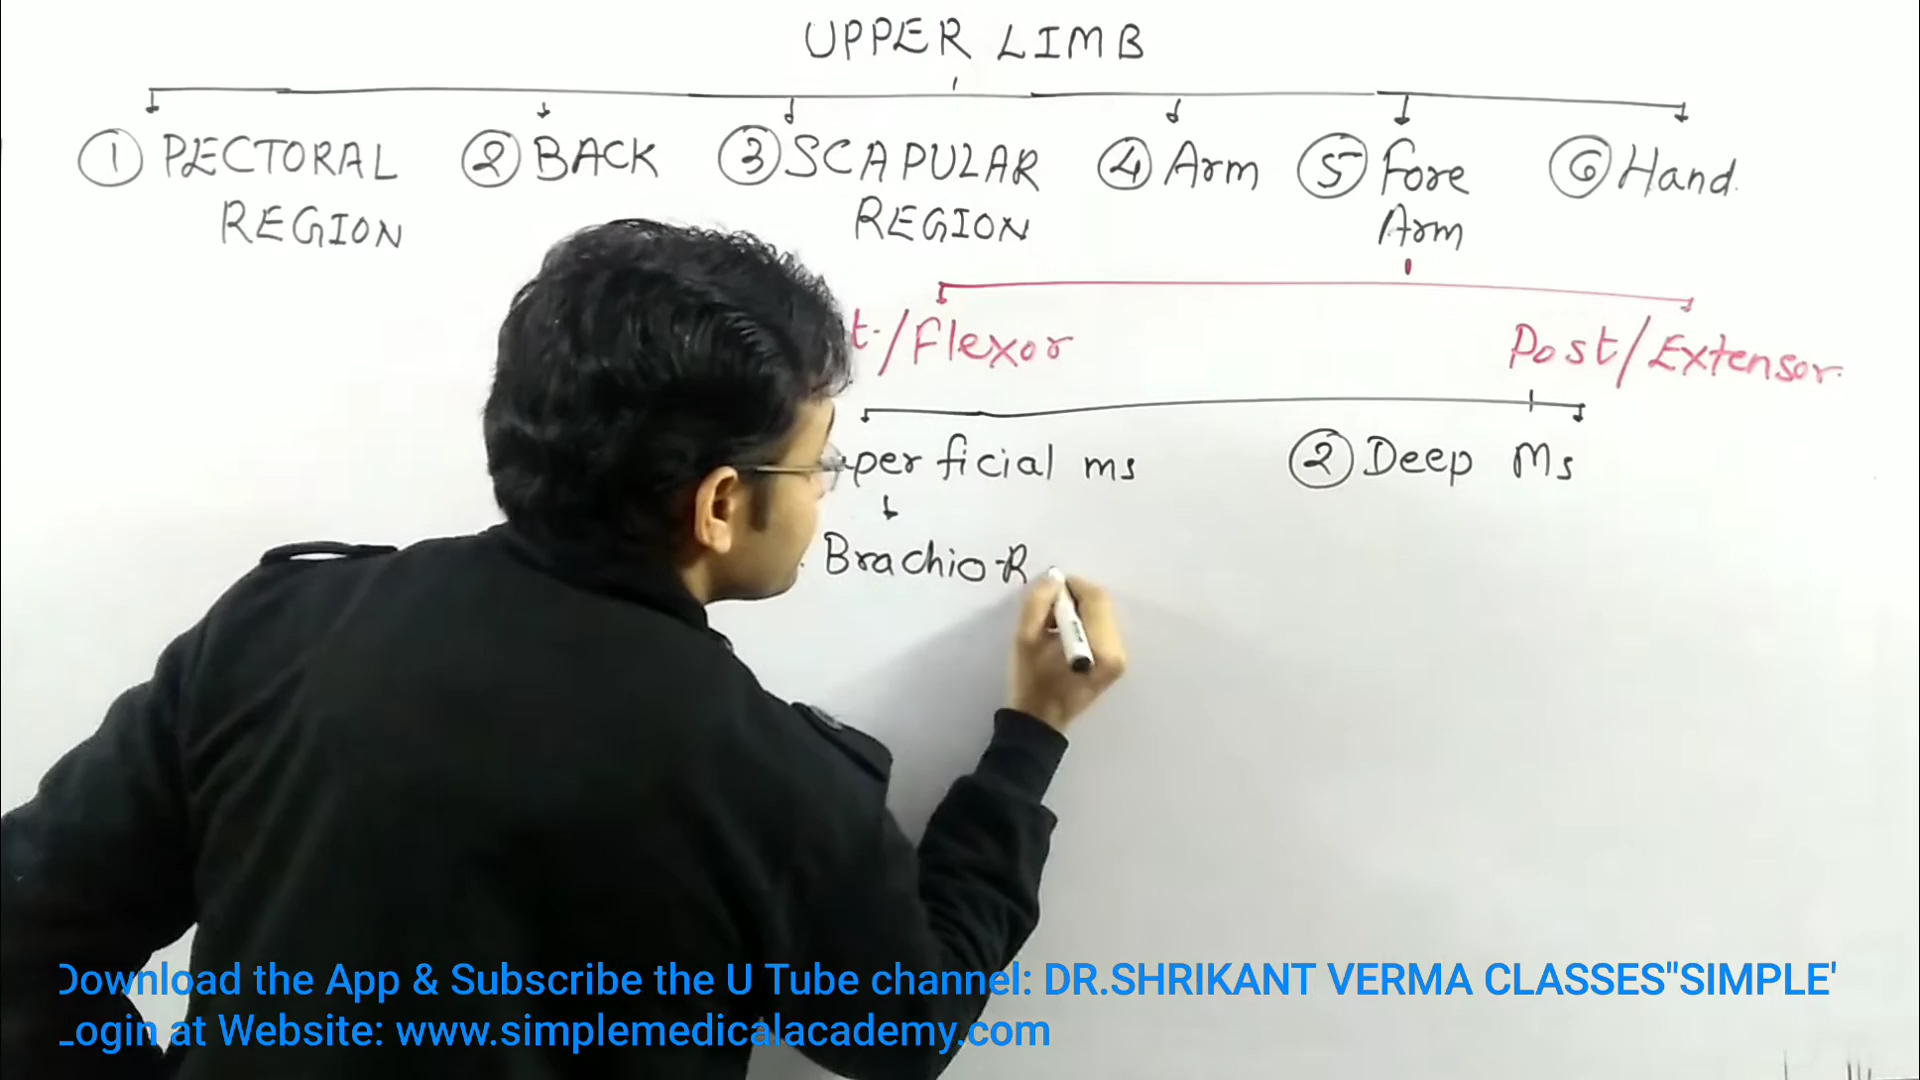 UPPER LIMB
① PECTORAL REGION
② BACK
③ SCAPULAR REGION
④ Arm
⑤ Fore Arm
⑥ Hand.
t./Flexor
Post/Extensor.
perficial ms
② Deep Ms
Brachio-R
Download the App & Subscribe the U Tube channel: DR.SHRIKANT VERMA CLASSES"SIMPLE'
Login at Website: www.simplemedicalacademy.com